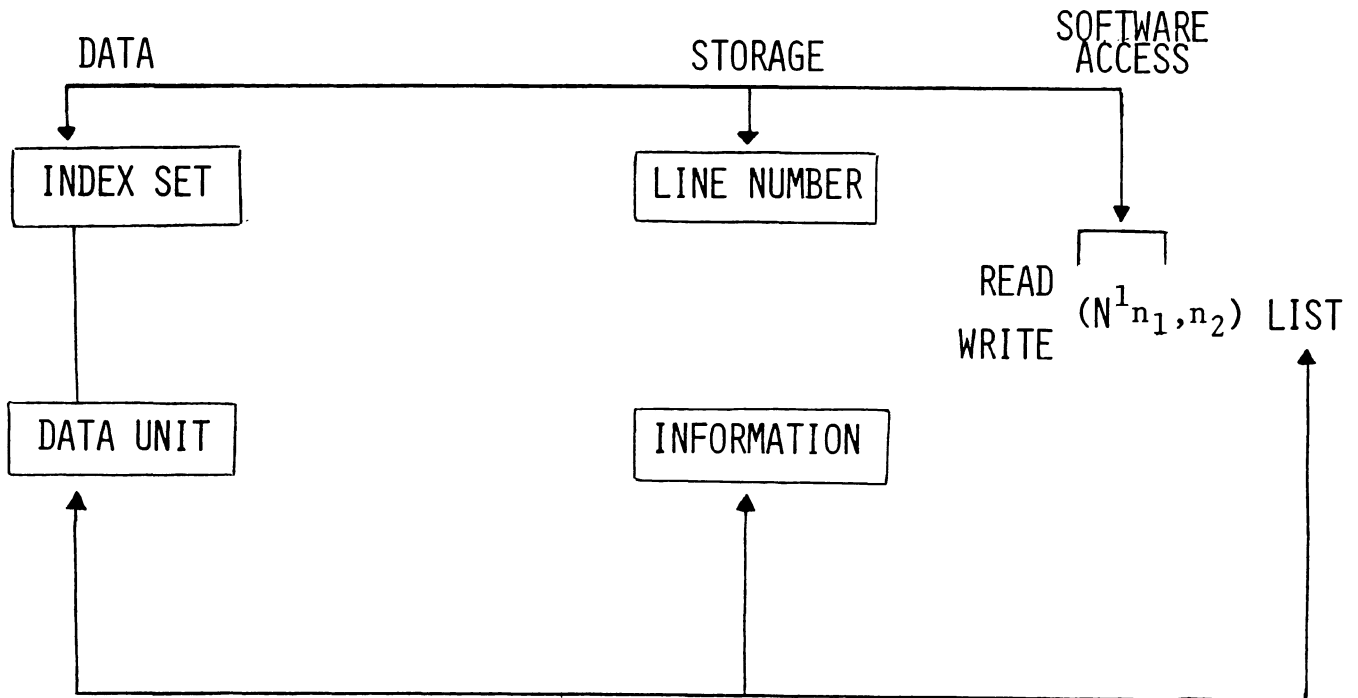 DATA
STORAGE
SOFTWARE
ACCESS
INDEX SET
LINE NUMBER
READ
WRITE
(N¹n₁,n₂) LIST
DATA UNIT
INFORMATION